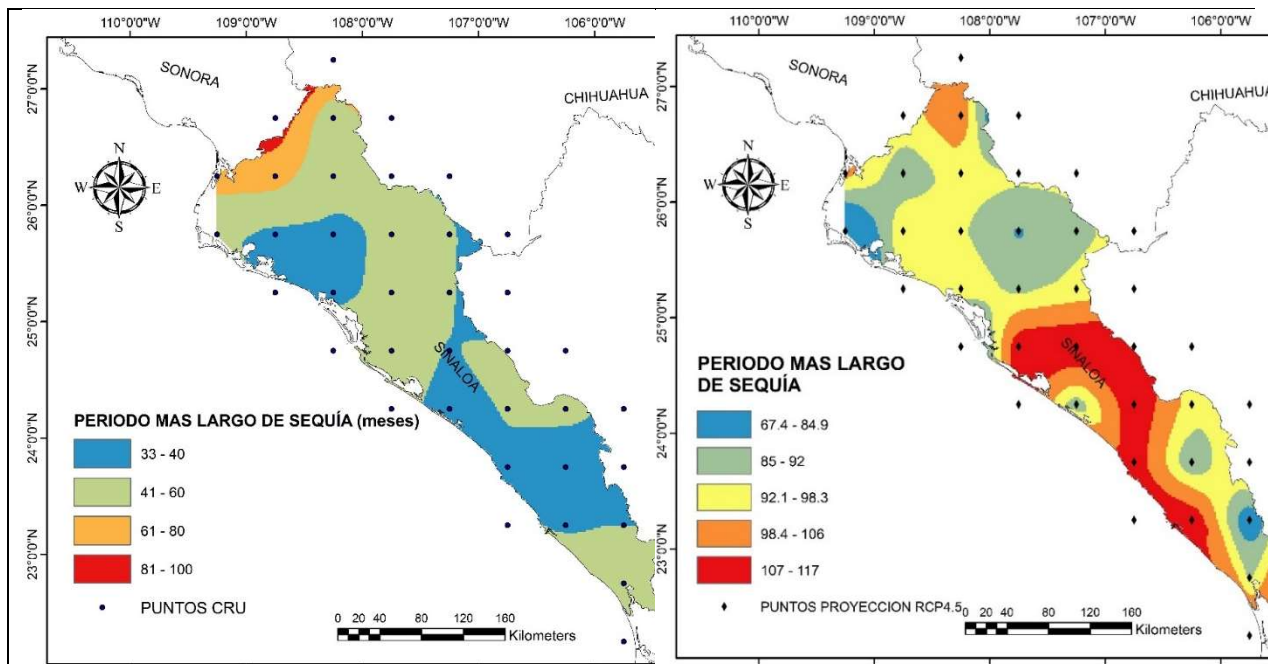 110°0'0"W 109°0'0"W 108°0'0"W 107°0'0"W 106°0'0"W
27°0'0"N
26°0'0"N
25°0'0"N
24°0'0"N
23°0'0"N
SONORA
CHIHUAHUA
N
W E
S
SINALOA
PERIODO MAS LARGO DE SEQUÍA (meses)
33 - 40
41 - 60
61 - 80
81 - 100
PUNTOS CRU
0 20 40 80 120 160
Kilometers
110°0'0"W 109°0'0"W 108°0'0"W 107°0'0"W 106°0'0"W
27°0'0"N
26°0'0"N
25°0'0"N
24°0'0"N
23°0'0"N
SONORA
CHIHUAHUA
N
W E
S
SINALOA
PERIODO MAS LARGO
DE SEQUÍA
67.4 - 84.9
85 - 92
92.1 - 98.3
98.4 - 106
107 - 117
PUNTOS PROYECCION RCP4.5
0 20 40 80 120 160
Kilometers